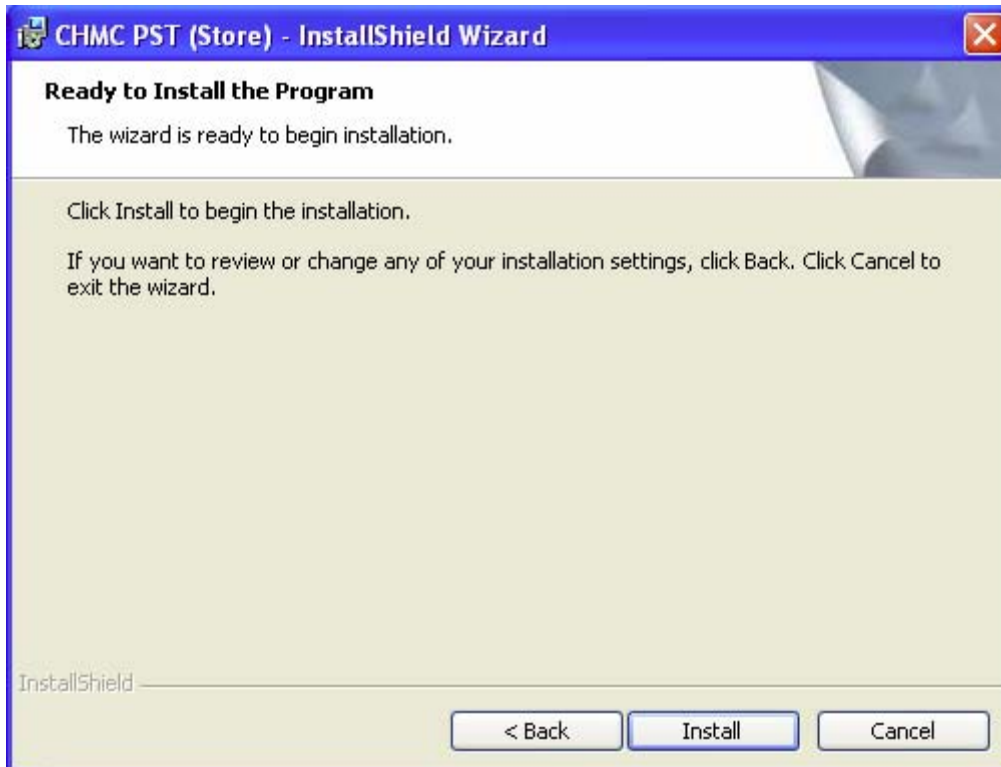 CHMC PST (Store) - InstallShield Wizard
Ready to Install the Program
The wizard is ready to begin installation.
Click Install to begin the installation.
If you want to review or change any of your installation settings, click Back. Click Cancel to
exit the wizard.
InstallShield
< Back
Install
Cancel